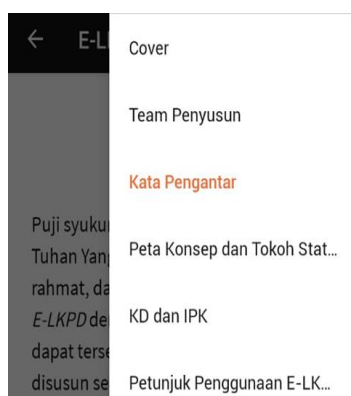 ← E-L
Cover
Team Penyusun
Kata Pengantar
Puji syuku
Tuhan Yan
Peta Konsep dan Tokoh Stat...
rahmat, da
E-LKPD de
KD dan IPK
dapat terse
disusun se
Petunjuk Penggunaan E-LK...